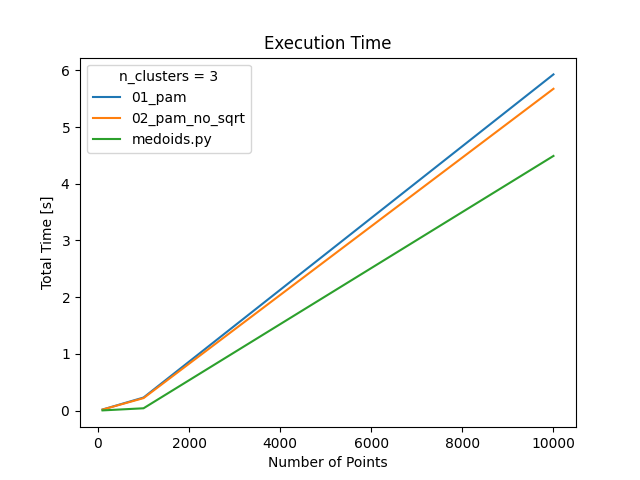 Execution Time
n_clusters = 3
01_pam
02_pam_no_sqrt
medoids.py
Total Time [s]
6
5
4
3
2
1
0
0 2000 4000 6000 8000 10000
Number of Points